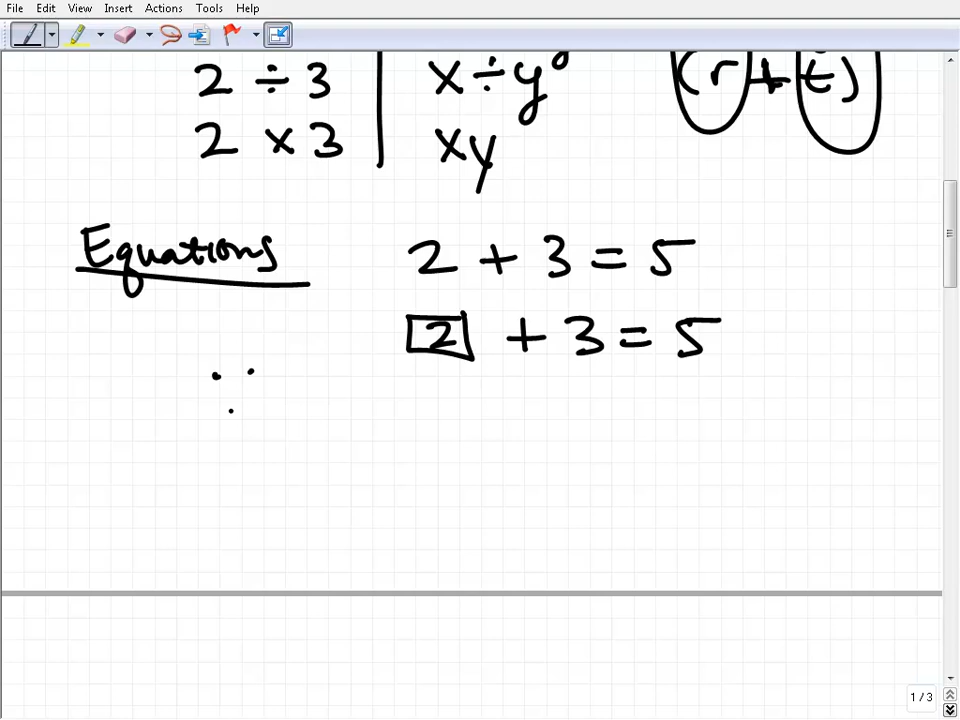 File Edit View Insert Actions Tools Help
2 ÷ 3 x ÷ y (r + t)
2 x 3 xy
Equations 2 + 3 = 5
2 + 3 = 5
1 / 3